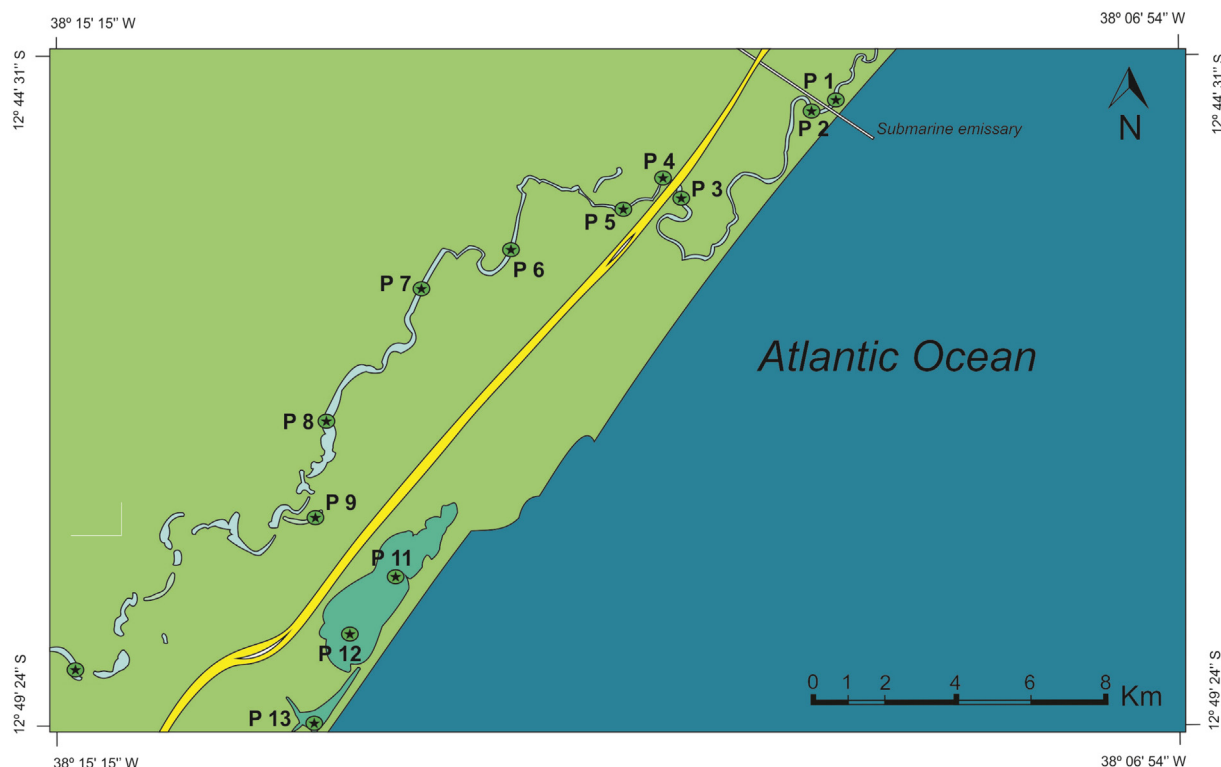 38º 15' 15'' W
38º 06' 54'' W
12º 44' 31'' S
12º 44' 31'' S
P 1
P 2
N
Submarine emissary
P 4
P 3
P 5
P 6
P 7
Atlantic Ocean
P 8
P 9
P 11
P 12
P 13
0 1 2 4 6 8
Km
12º 49' 24'' S
12º 49' 24'' S
38º 15' 15'' W
38º 06' 54'' W